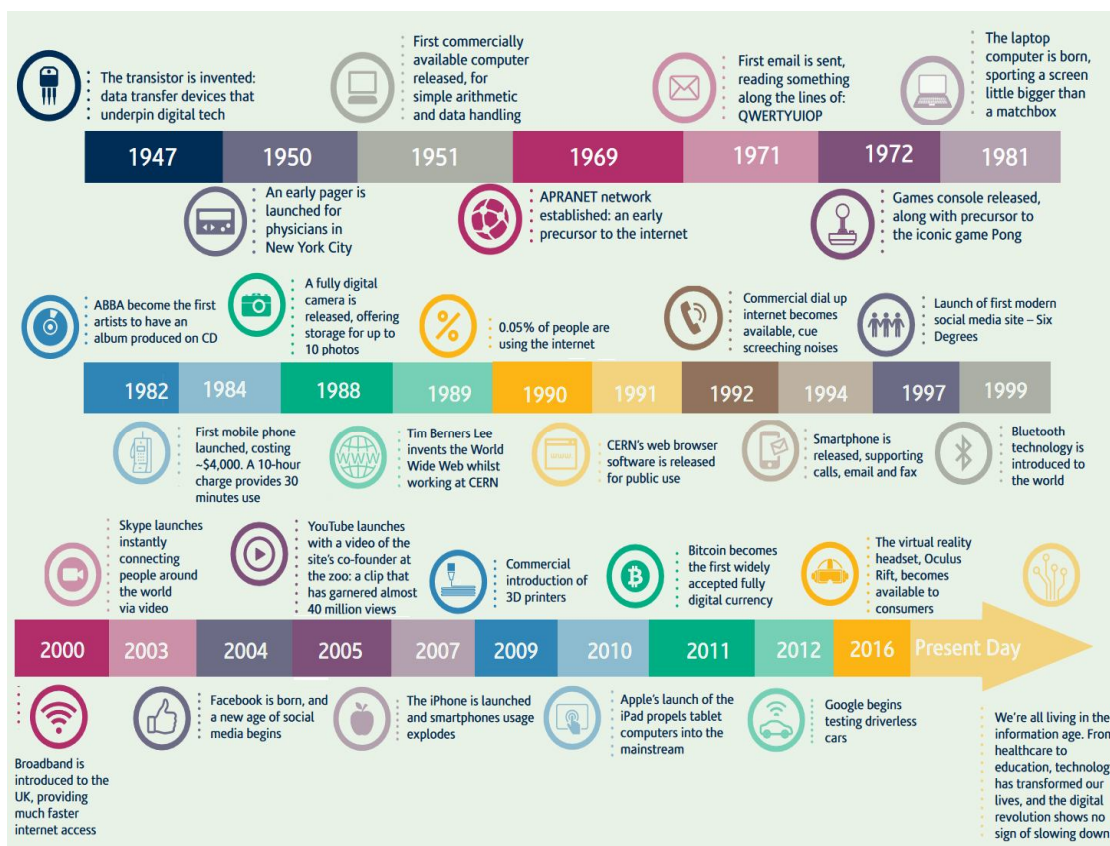 The transistor is invented:
data transfer devices that
underpin digital tech
First commercially
available computer
released, for
simple arithmetic
and data handling
First email is sent,
reading something
along the lines of:
QWERTYUIOP
The laptop
computer is born,
sporting a screen
little bigger than
a matchbox
1947 1950 1951 1969 1971 1972 1981
An early pager is
launched for
physicians in
New York City
APRANET network
established: an early
precursor to the internet
Games console released,
along with precursor to
the iconic game Pong
ABBA become the first
artists to have an
album produced on CD
A fully digital
camera is
released, offering
storage for up to
10 photos
%
0.05% of people are
using the internet
Commercial dial up
internet becomes
available, cue
screeching noises
Launch of first modern
social media site – Six
Degrees
1982 1984 1988 1989 1990 1991 1992 1994 1997 1999
First mobile phone
launched, costing
~$4,000. A 10-hour
charge provides 30
minutes use
WWW
Tim Berners Lee
invents the World
Wide Web whilst
working at CERN
CERN's web browser
software is released
for public use
Smartphone is
released, supporting
calls, email and fax
Bluetooth
technology is
introduced to
the world
Skype launches
instantly
connecting
people around
the world
via video
YouTube launches
with a video of the
site's co-founder at
the zoo: a clip that
has garnered almost
40 million views
Commercial
introduction of
3D printers
Bitcoin becomes
the first widely
accepted fully
digital currency
The virtual reality
headset, Oculus
Rift, becomes
available to
consumers
2000 2003 2004 2005 2007 2009 2010 2011 2012 2016 Present Day
Broadband is
introduced to the
UK, providing
much faster
internet access
Facebook is born, and
a new age of social
media begins
The iPhone is launched
and smartphones usage
explodes
Apple's launch of the
iPad propels tablet
computers into the
mainstream
Google begins
testing driverless
cars
We're all living in the
information age. From
healthcare to
education, technolog
has transformed our
lives, and the digital
revolution shows no
sign of slowing down